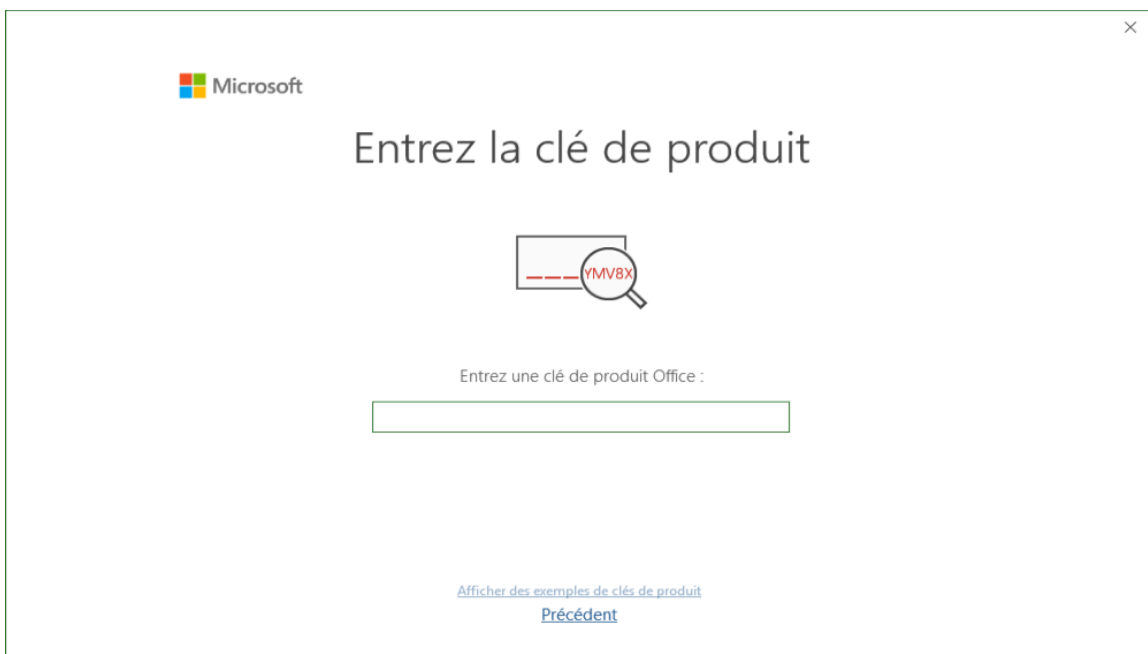 Microsoft
Entrez la clé de produit
_ _ _ YMV8X
Entrez une clé de produit Office :
Afficher des exemples de clés de produit
Précédent